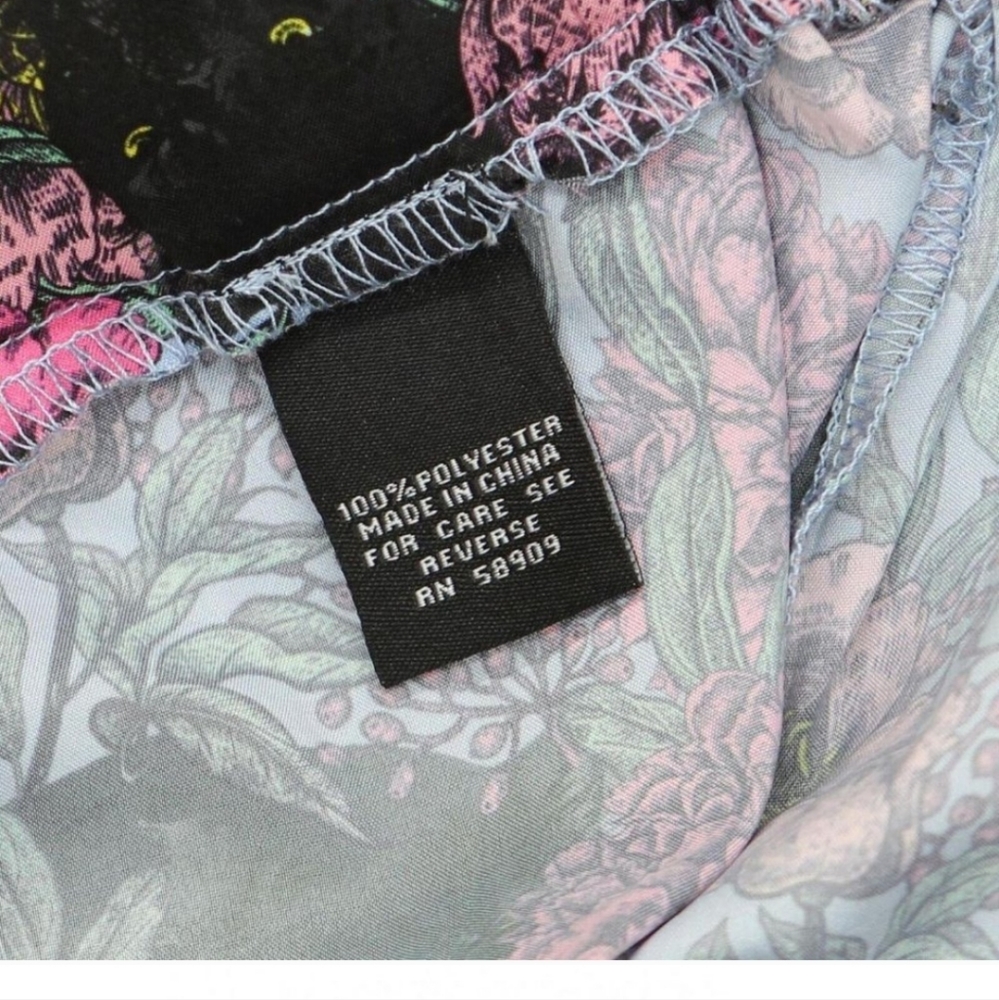 100% POLYESTER
MADE IN CHINA
FOR CARE SEE
REVERSE
RN 58909